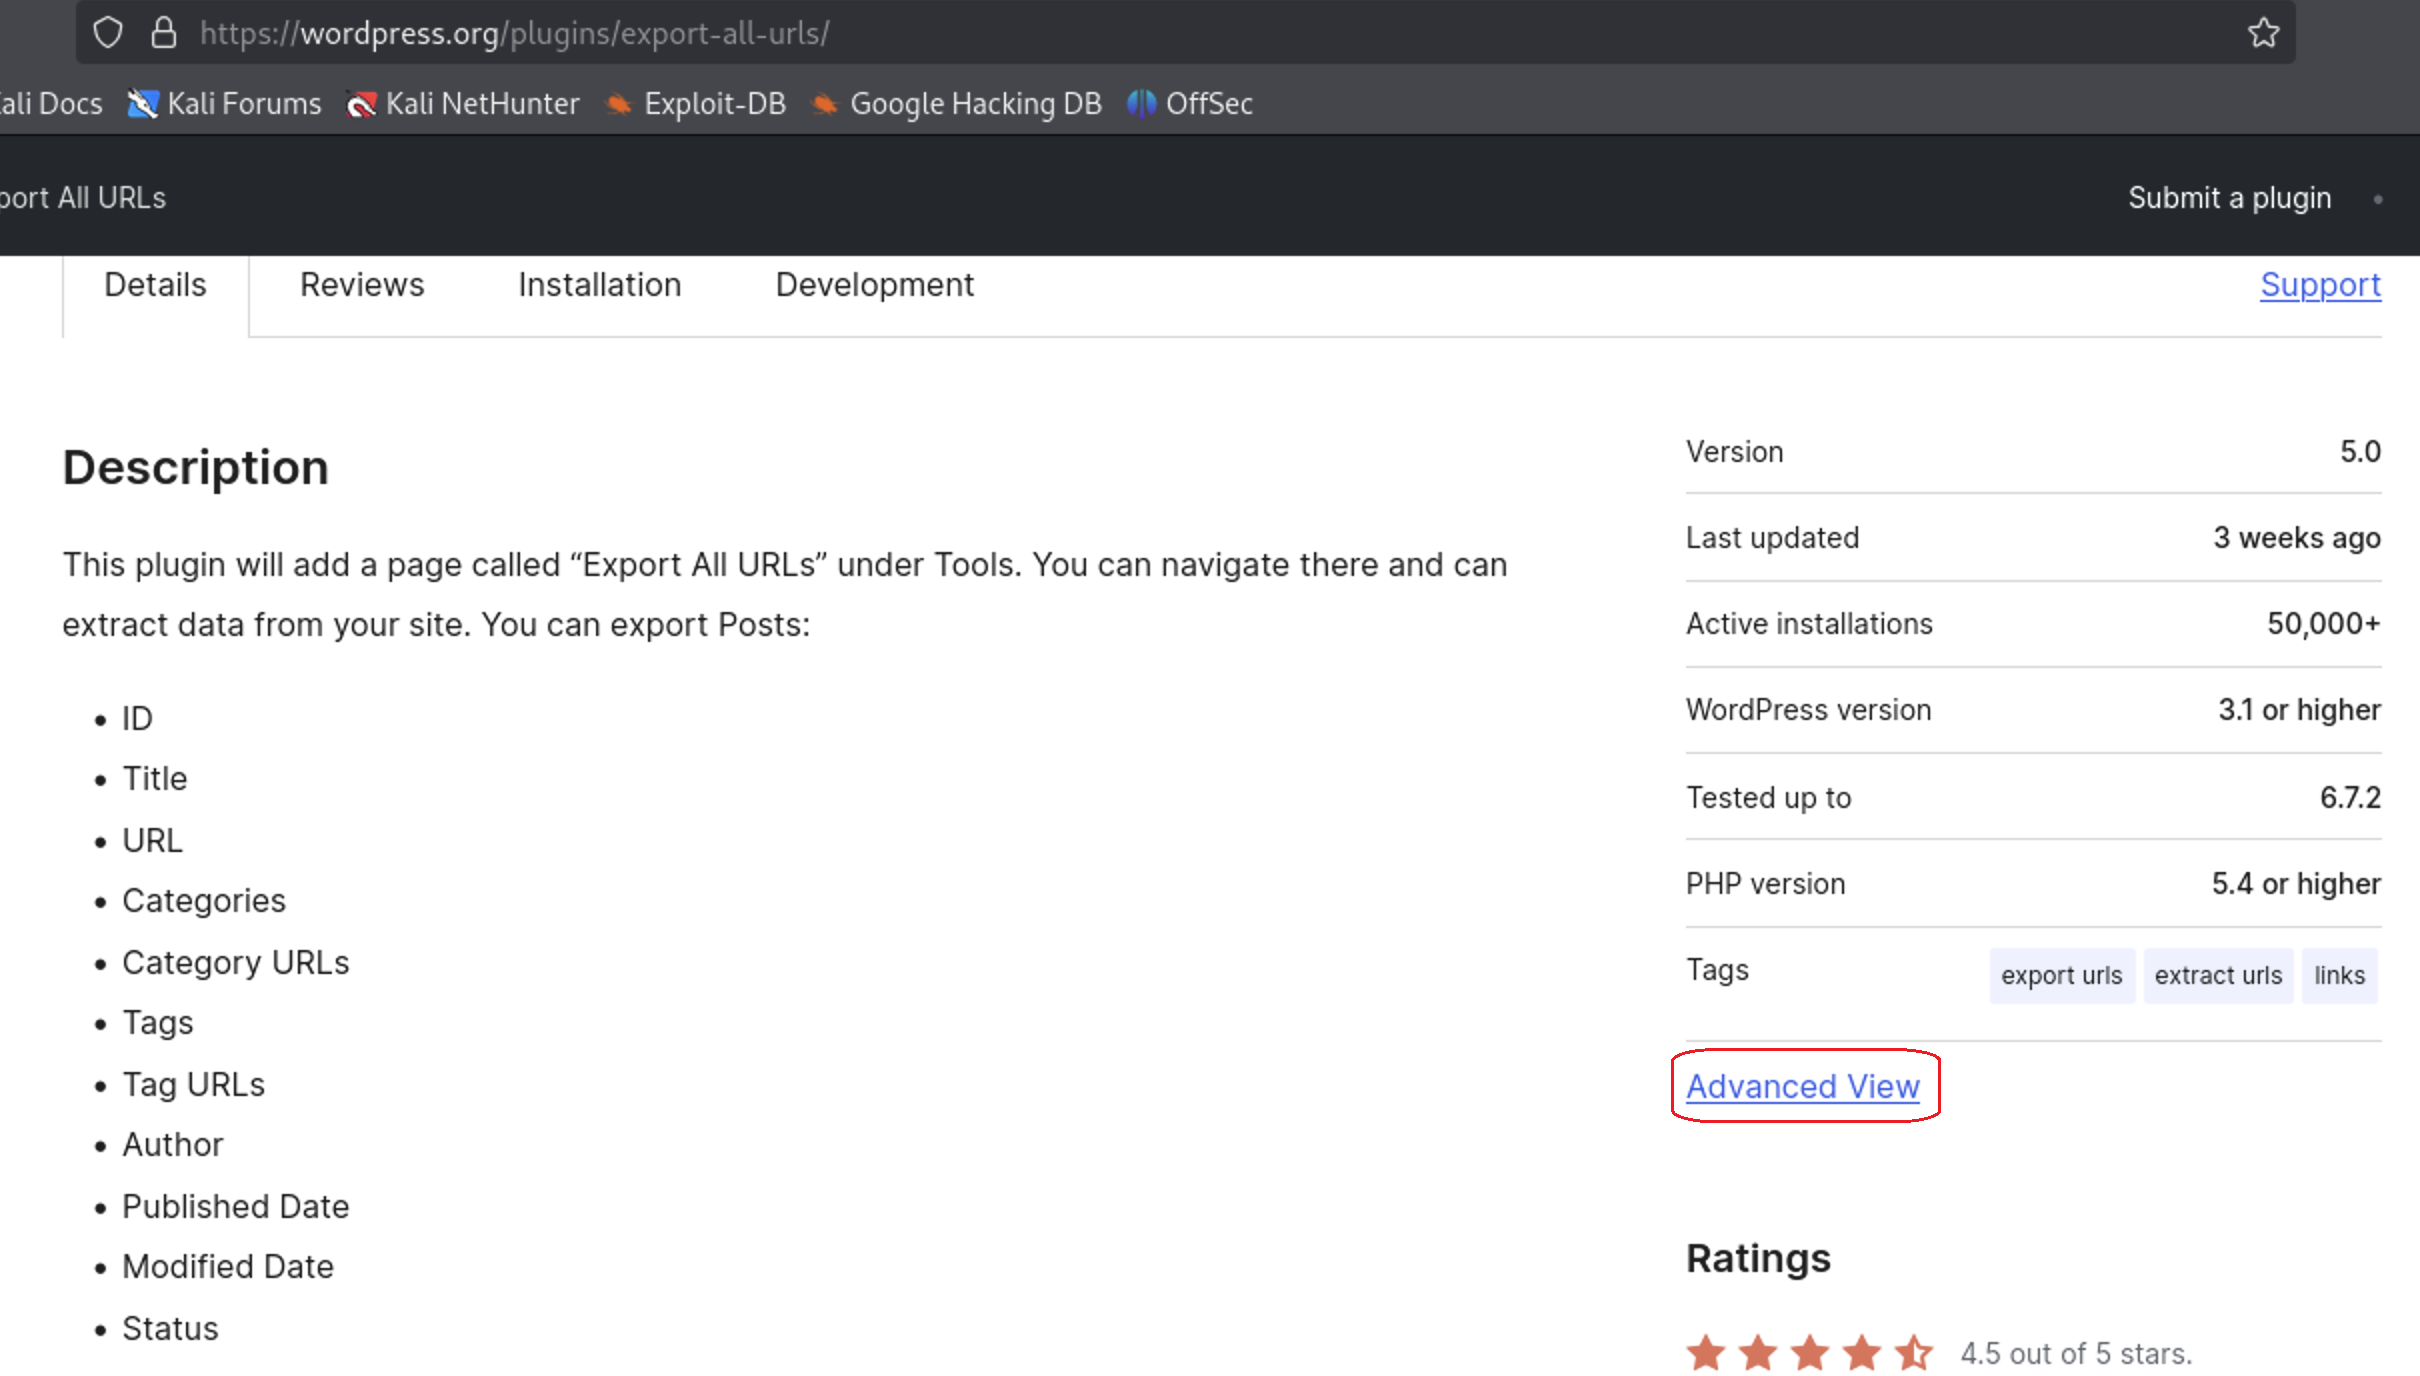 https://wordpress.org/plugins/export-all-urls/
ali Docs Kali Forums Kali NetHunter Exploit-DB Google Hacking DB OffSec
port All URLs Submit a plugin
Details Reviews Installation Development Support
Description
This plugin will add a page called “Export All URLs” under Tools. You can navigate there and can
extract data from your site. You can export Posts:
• ID
• Title
• URL
• Categories
• Category URLs
• Tags
• Tag URLs
• Author
• Published Date
• Modified Date
• Status
Version 5.0
Last updated 3 weeks ago
Active installations 50,000+
WordPress version 3.1 or higher
Tested up to 6.7.2
PHP version 5.4 or higher
Tags export urls extract urls links
Advanced View
Ratings
4.5 out of 5 stars.